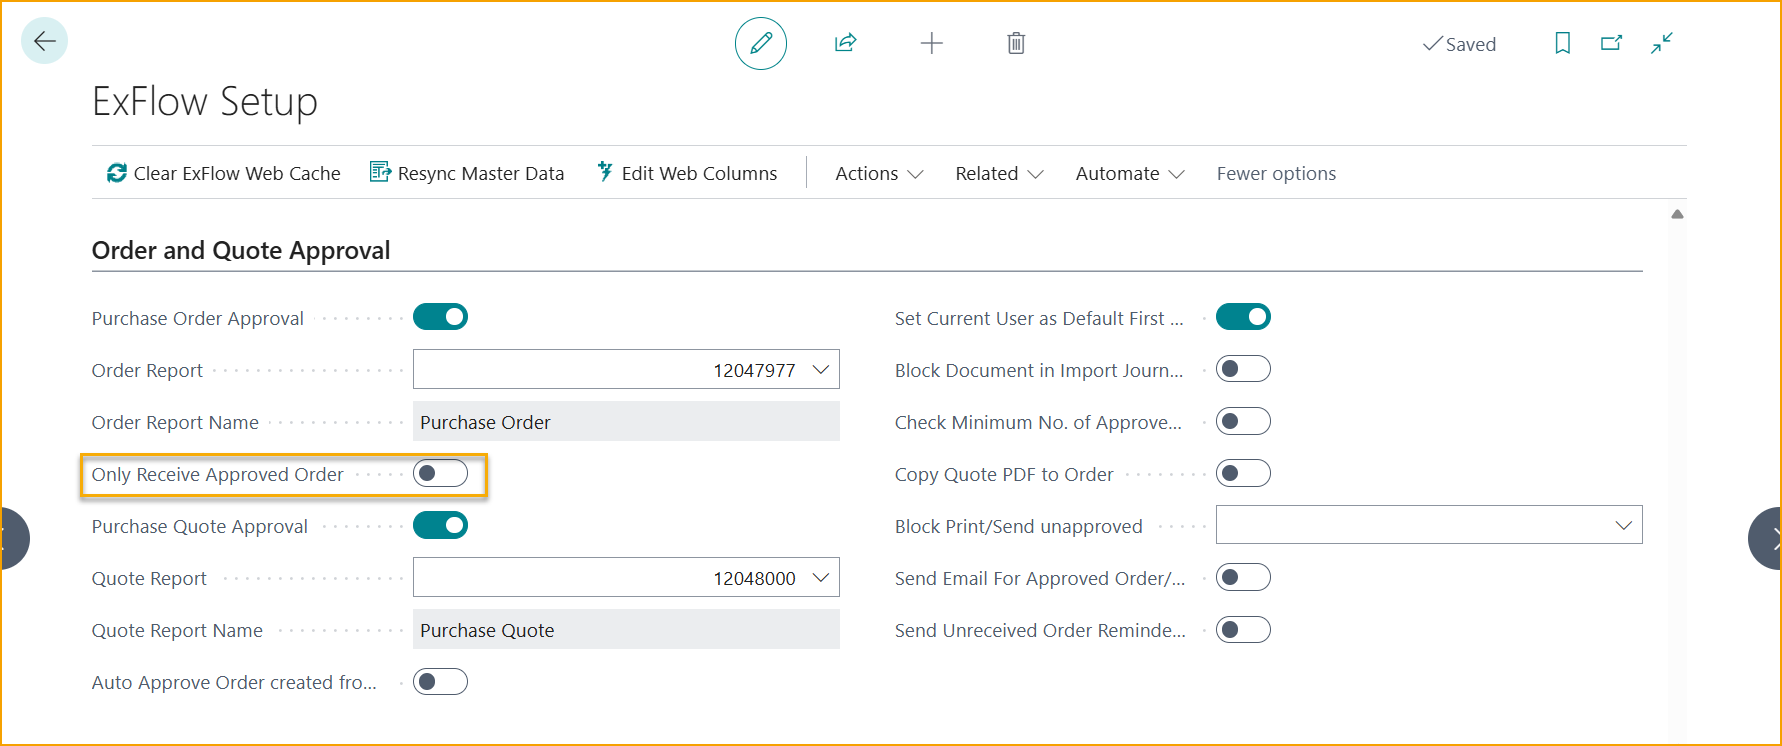 Saved
ExFlow Setup
Clear ExFlow Web Cache Resync Master Data Edit Web Columns Actions Related Automate Fewer options
Order and Quote Approval
Purchase Order Approval
Order Report 12047977
Order Report Name Purchase Order
Only Receive Approved Order
Purchase Quote Approval
Quote Report 12048000
Quote Report Name Purchase Quote
Auto Approve Order created fro...
Set Current User as Default First ...
Block Document in Import Journ...
Check Minimum No. of Approve...
Copy Quote PDF to Order
Block Print/Send unapproved
Send Email For Approved Order/...
Send Unreceived Order Reminde...